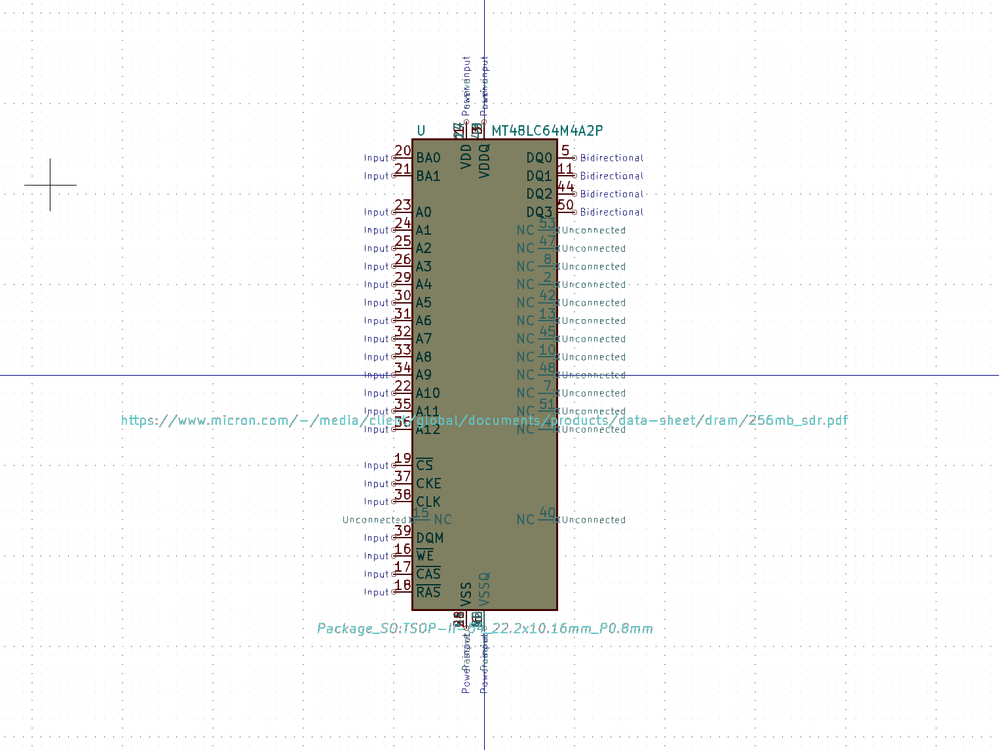 Power input Power input
U MT48LC64M4A2P
VDD VDDQ
Input 20 BA0 DQ0 5 Bidirectional
Input 21 BA1 DQ1 11 Bidirectional
DQ2 44 Bidirectional
Input 23 A0 DQ3 50 Bidirectional
Input 24 A1 NC 53 Unconnected
Input 25 A2 NC 47 Unconnected
Input 26 A3 NC 8 Unconnected
Input 29 A4 NC 2 Unconnected
Input 30 A5 NC 42 Unconnected
Input 31 A6 NC 13 Unconnected
Input 32 A7 NC 45 Unconnected
Input 33 A8 NC 10 Unconnected
Input 34 A9 NC 48 Unconnected
Input 22 A10 NC 7 Unconnected
Input 35 A11 NC 51 Unconnected
https://www.micron.com/-/media/client/global/documents/products/data-sheet/dram/256mb_sdr.pdf
Input A12 NC Unconnected
Input 19 CS
Input 37 CKE
Input 38 CLK
Unconnected 15 NC NC 40 Unconnected
Input 39 DQM
Input 16 WE
Input 17 CAS
Input 18 RAS
VSS VSSQ
Package_SO:TSOP-II-54_22.2x10.16mm_P0.8mm
Power input Power input